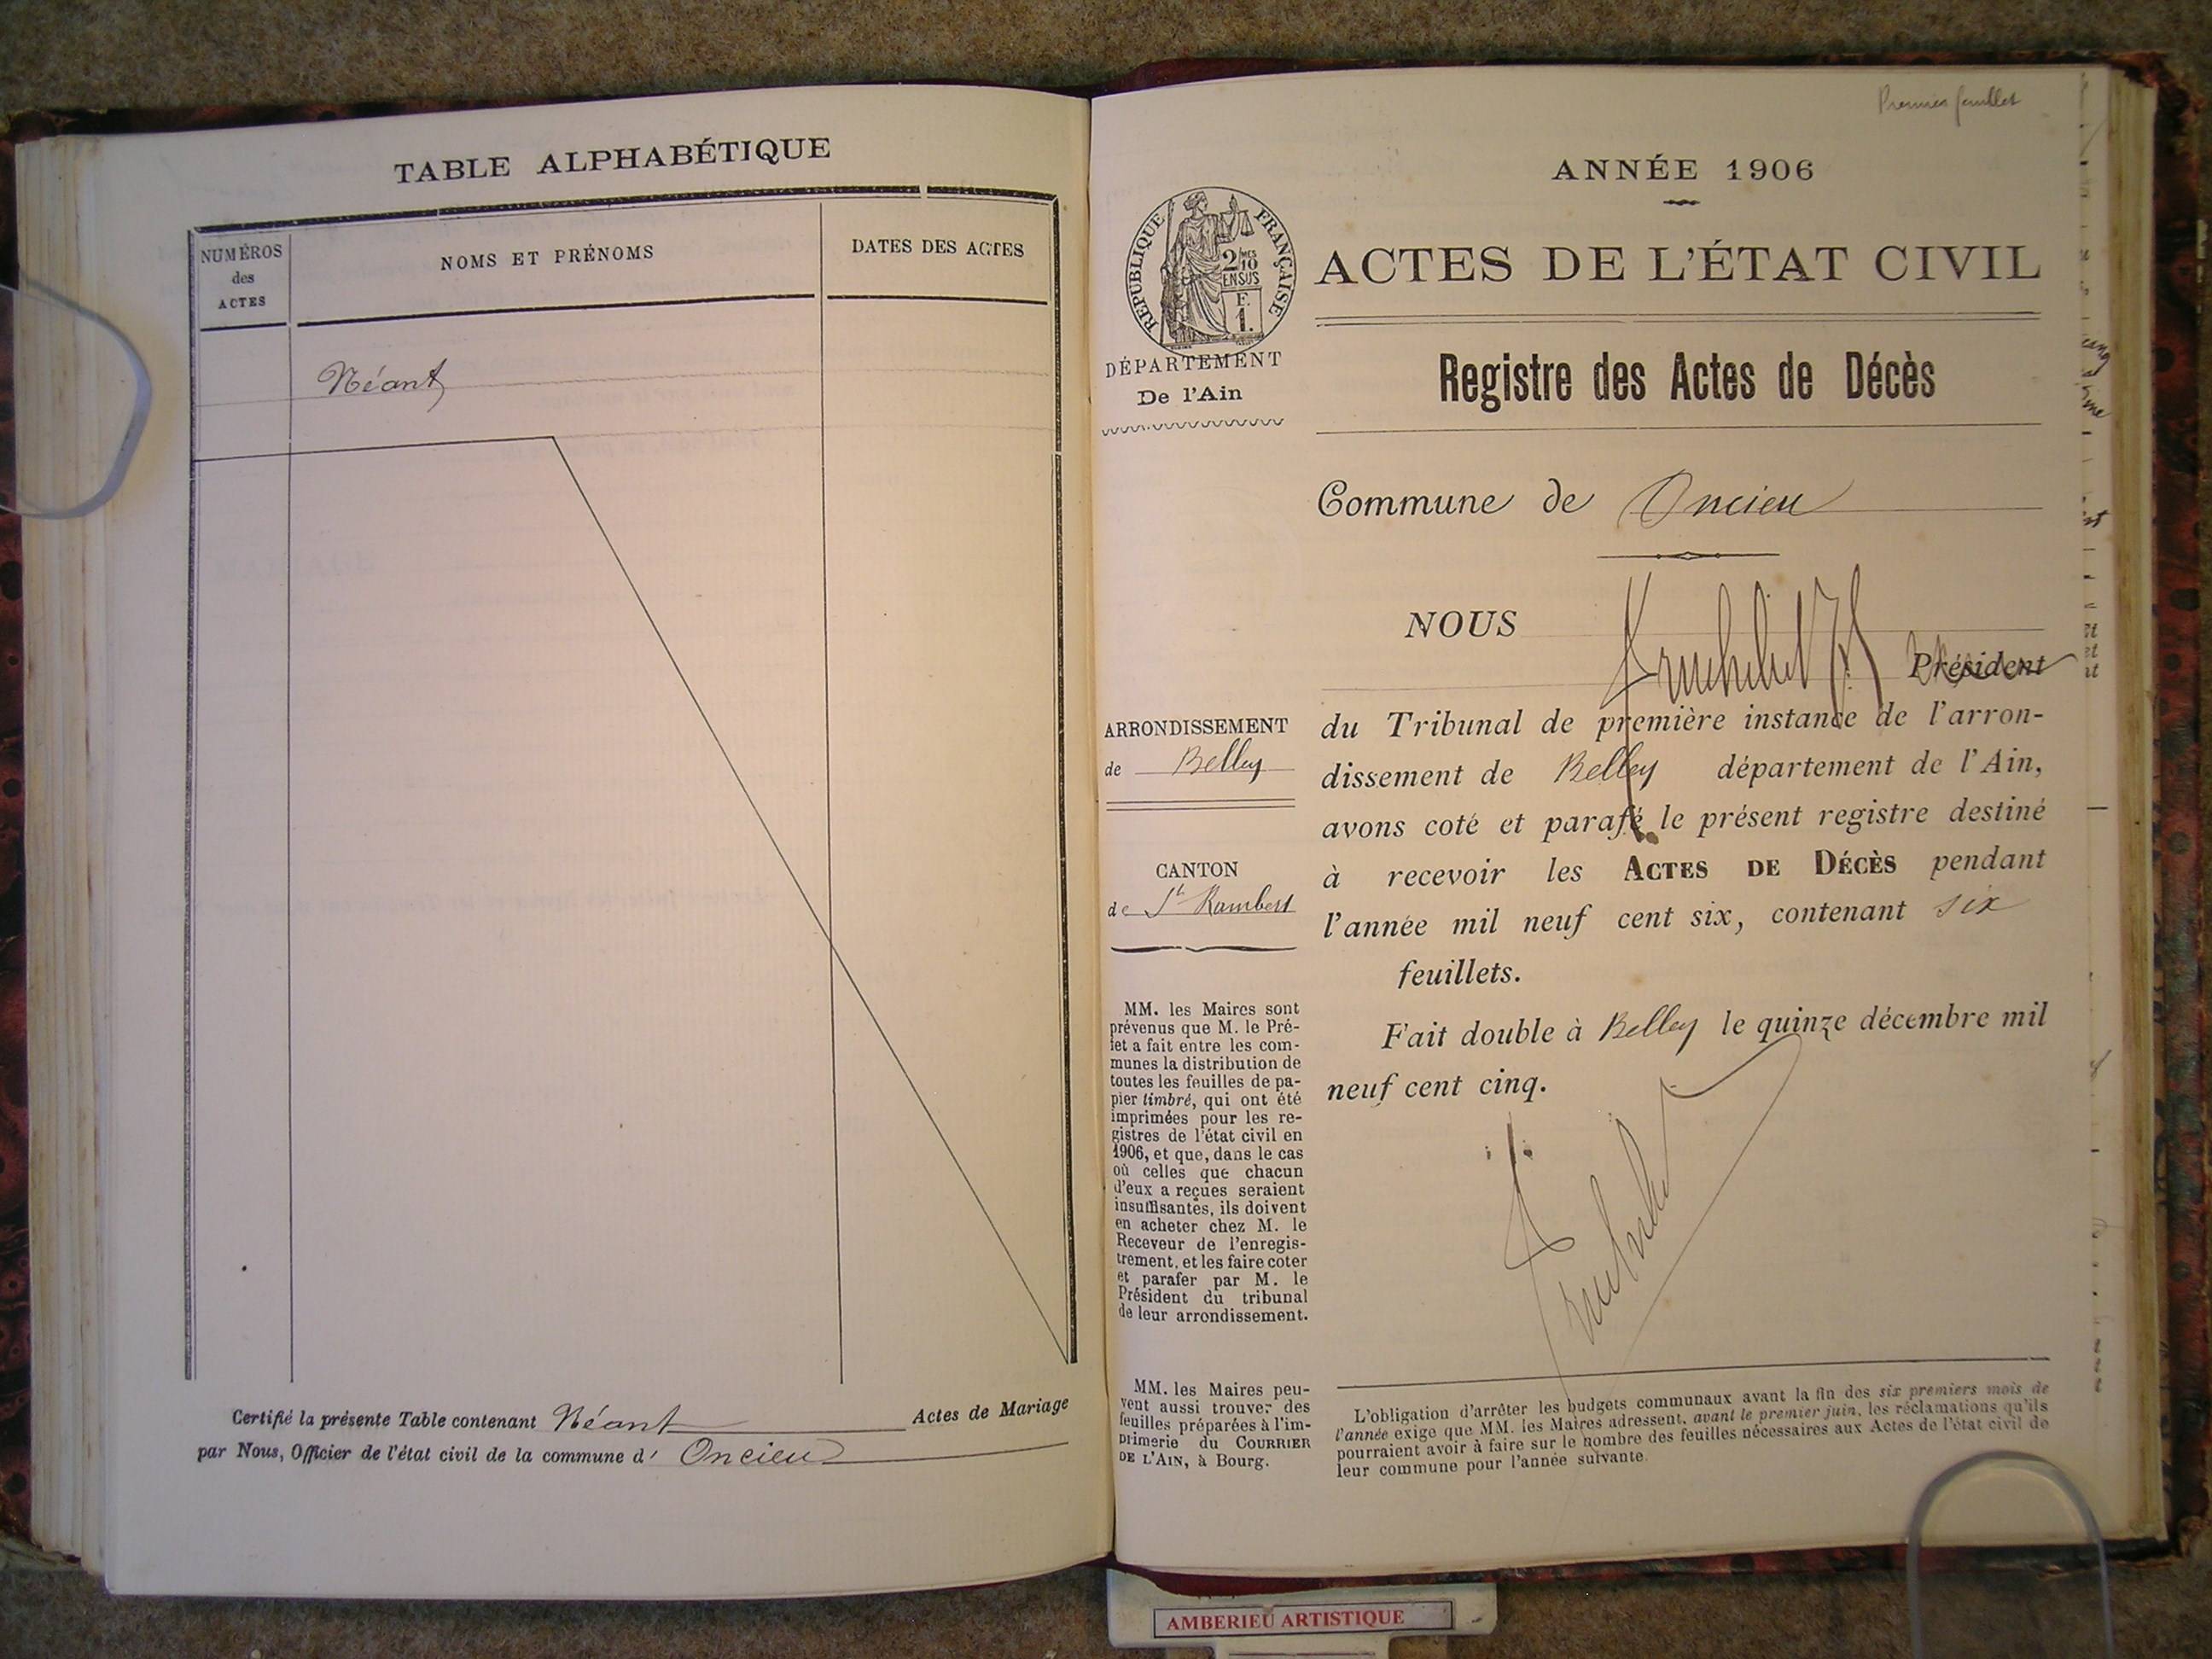 TABLE ALPHABÉTIQUE
NUMÉROS
des
ACTES
NOMS ET PRÉNOMS
DATES DES ACTES
Néant
Certifié la présente Table contenant Néant Actes de Mariage
par Nous, Officier de l'état civil de la commune d' Oncieu
Premier feuillet
ANNÉE 1906
RÉPUBLIQUE FRANÇAISE
2 MES
10
EN SUS
F.
1.
DÉPARTEMENT
De l'Ain
ACTES DE L'ÉTAT CIVIL
Registre des Actes de Décès
Commune de Oncieu
NOUS
Président
ARRONDISSEMENT
de Belley
CANTON
de St Rambert
du Tribunal de première instance de l'arron-
dissement de Belley département de l'Ain,
avons coté et parafé le présent registre destiné
à recevoir les ACTES DE DÉCÈS pendant
l'année mil neuf cent six, contenant six
feuillets.
Fait double à Belley le quinze décembre mil
neuf cent cinq.
MM. les Maires sont
prévenus que M. le Pré-
fet a fait entre les com-
munes la distribution de
toutes les feuilles de pa-
pier timbré, qui ont été
imprimées pour les re-
gistres de l'état civil en
1906, et que, dans le cas
où celles que chacun
d'eux a reçues seraient
insuffisantes, ils doivent
en acheter chez M. le
Receveur de l'enregis-
trement, et les faire coter
et parafer par M. le
Président du tribunal
de leur arrondissement.
MM. les Maires peu-
vent aussi trouver des
feuilles préparées à l'im-
primerie du COURRIER
DE L'AIN, à Bourg.
L'obligation d'arrêter les budgets communaux avant la fin des six premiers mois de
l'année exige que MM. les Maires adressent, avant le premier juin, les réclamations qu'ils
pourraient avoir à faire sur le nombre des feuilles nécessaires aux Actes de l'état civil de
leur commune pour l'année suivante.
AMBERIEU ARTISTIQUE